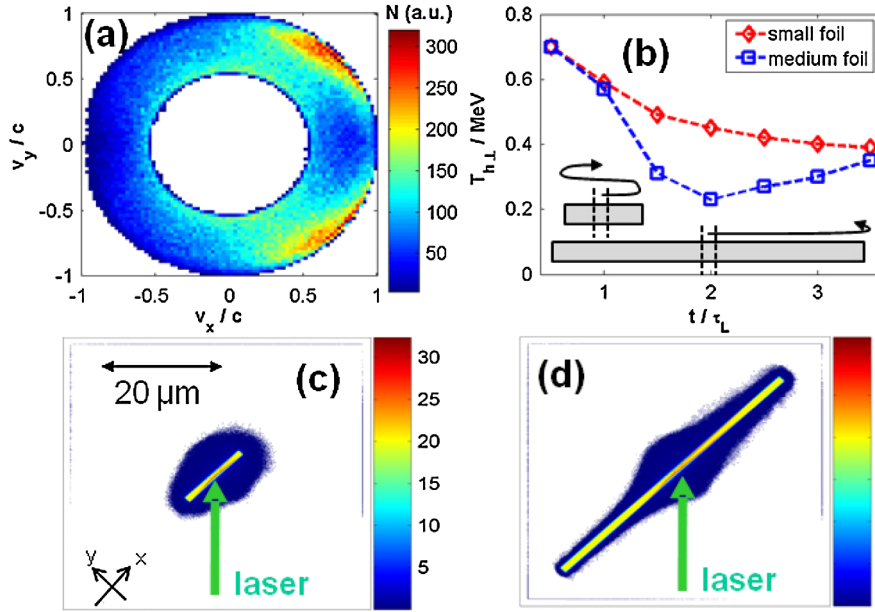 (a)
N (a.u.)
300
250
200
150
100
50
v_y / c
1
0.5
0
-0.5
-1
-1
-0.5
0
0.5
1
v_x / c
(b)
small foil
medium foil
T_h⊥ / MeV
0.8
0.6
0.4
0.2
0
1
2
3
t / τ_L
(c)
20 μm
30
25
20
15
10
5
y
x
laser
(d)
laser